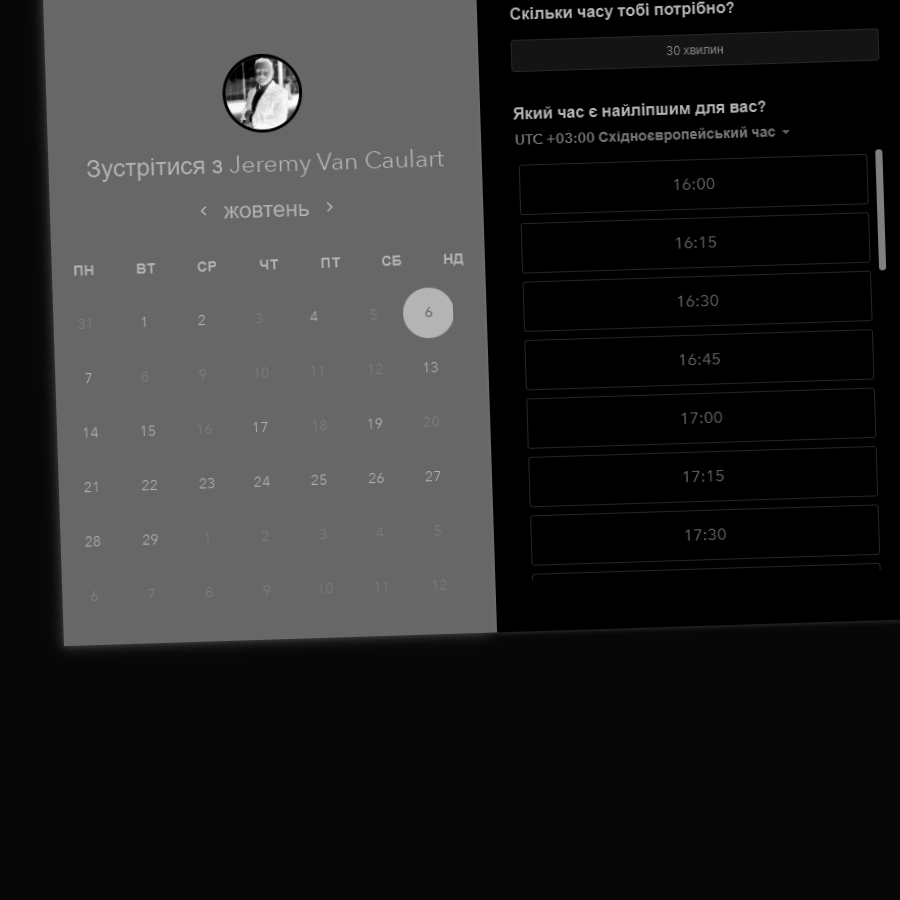 Зустрітися з Jeremy Van Caulart
жовтень
ПН ВТ СР ЧТ ПТ СБ НД
31 1 2 3 4 5 6
7 8 9 10 11 12 13
14 15 16 17 18 19 20
21 22 23 24 25 26 27
28 29 1 2 3 4 5
6 7 8 9 10 11 12
Скільки часу тобі потрібно?
30 хвилин
Який час є найліпшим для вас?
UTC +03:00 Східноєвропейський час
16:00
16:15
16:30
16:45
17:00
17:15
17:30